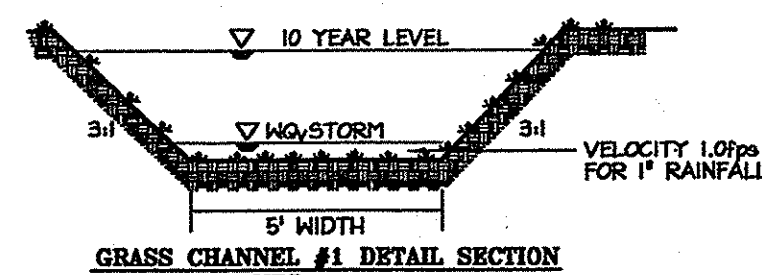 10 YEAR LEVEL
3:1
WQvSTORM
3:1
VELOCITY 1.0fps
FOR 1" RAINFALL
5' WIDTH
GRASS CHANNEL #1 DETAIL SECTION